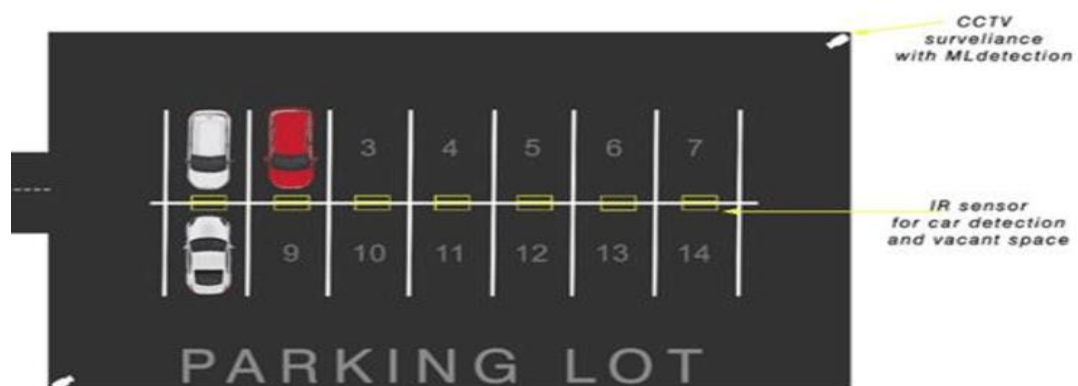 CCTV
surveliance
with MLdetection
3 4 5 6 7
IR sensor
for car detection
and vacant space
9 10 11 12 13 14
PARKING LOT